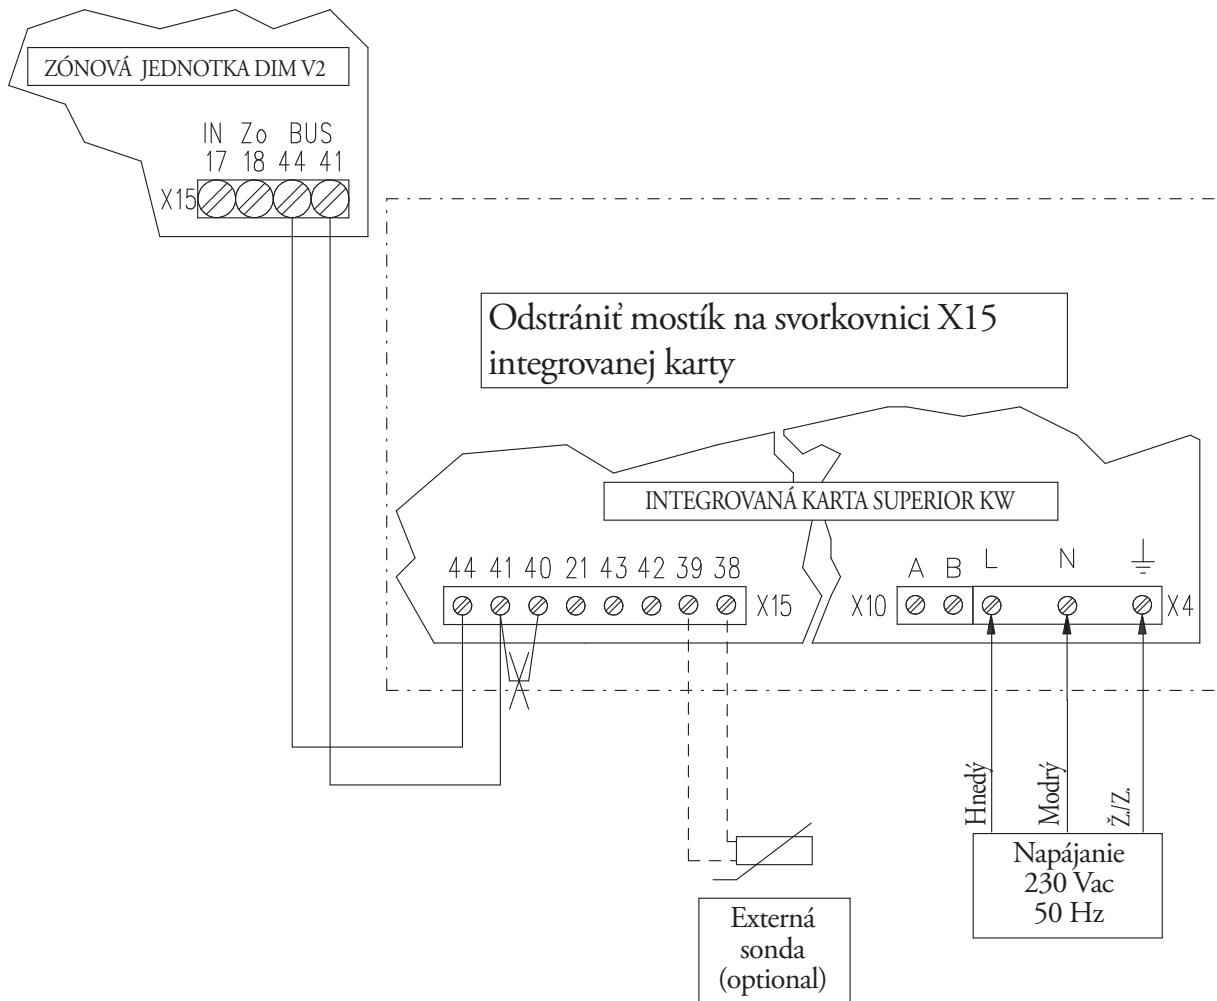 ZÓNOVÁ JEDNOTKA DIM V2
IN Zo BUS
17 18 44 41
X15
Odstrániť mostík na svorkovnici X15
integrovanej karty
INTEGROVANÁ KARTA SUPERIOR KW
44 41 40 21 43 42 39 38
X15
A B L N
X10
X4
Hnedý
Modrý
Ž./Z.
Napájanie
230 Vac
50 Hz
Externá
sonda
(optional)